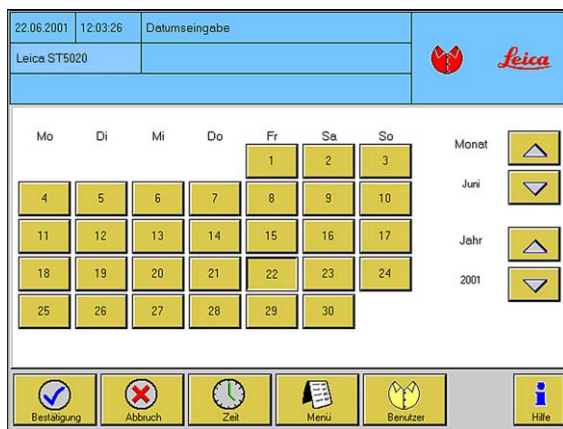 22.06.2001 12:03:26 Datumseingabe
Leica ST5020
Leica
Mo Di Mi Do Fr Sa So
1 2 3
4 5 6 7 8 9 10
11 12 13 14 15 16 17
18 19 20 21 22 23 24
25 26 27 28 29 30
Monat
Juni
Jahr
2001
Bestätigung Abbruch Zeit Menü Benutzer Hilfe